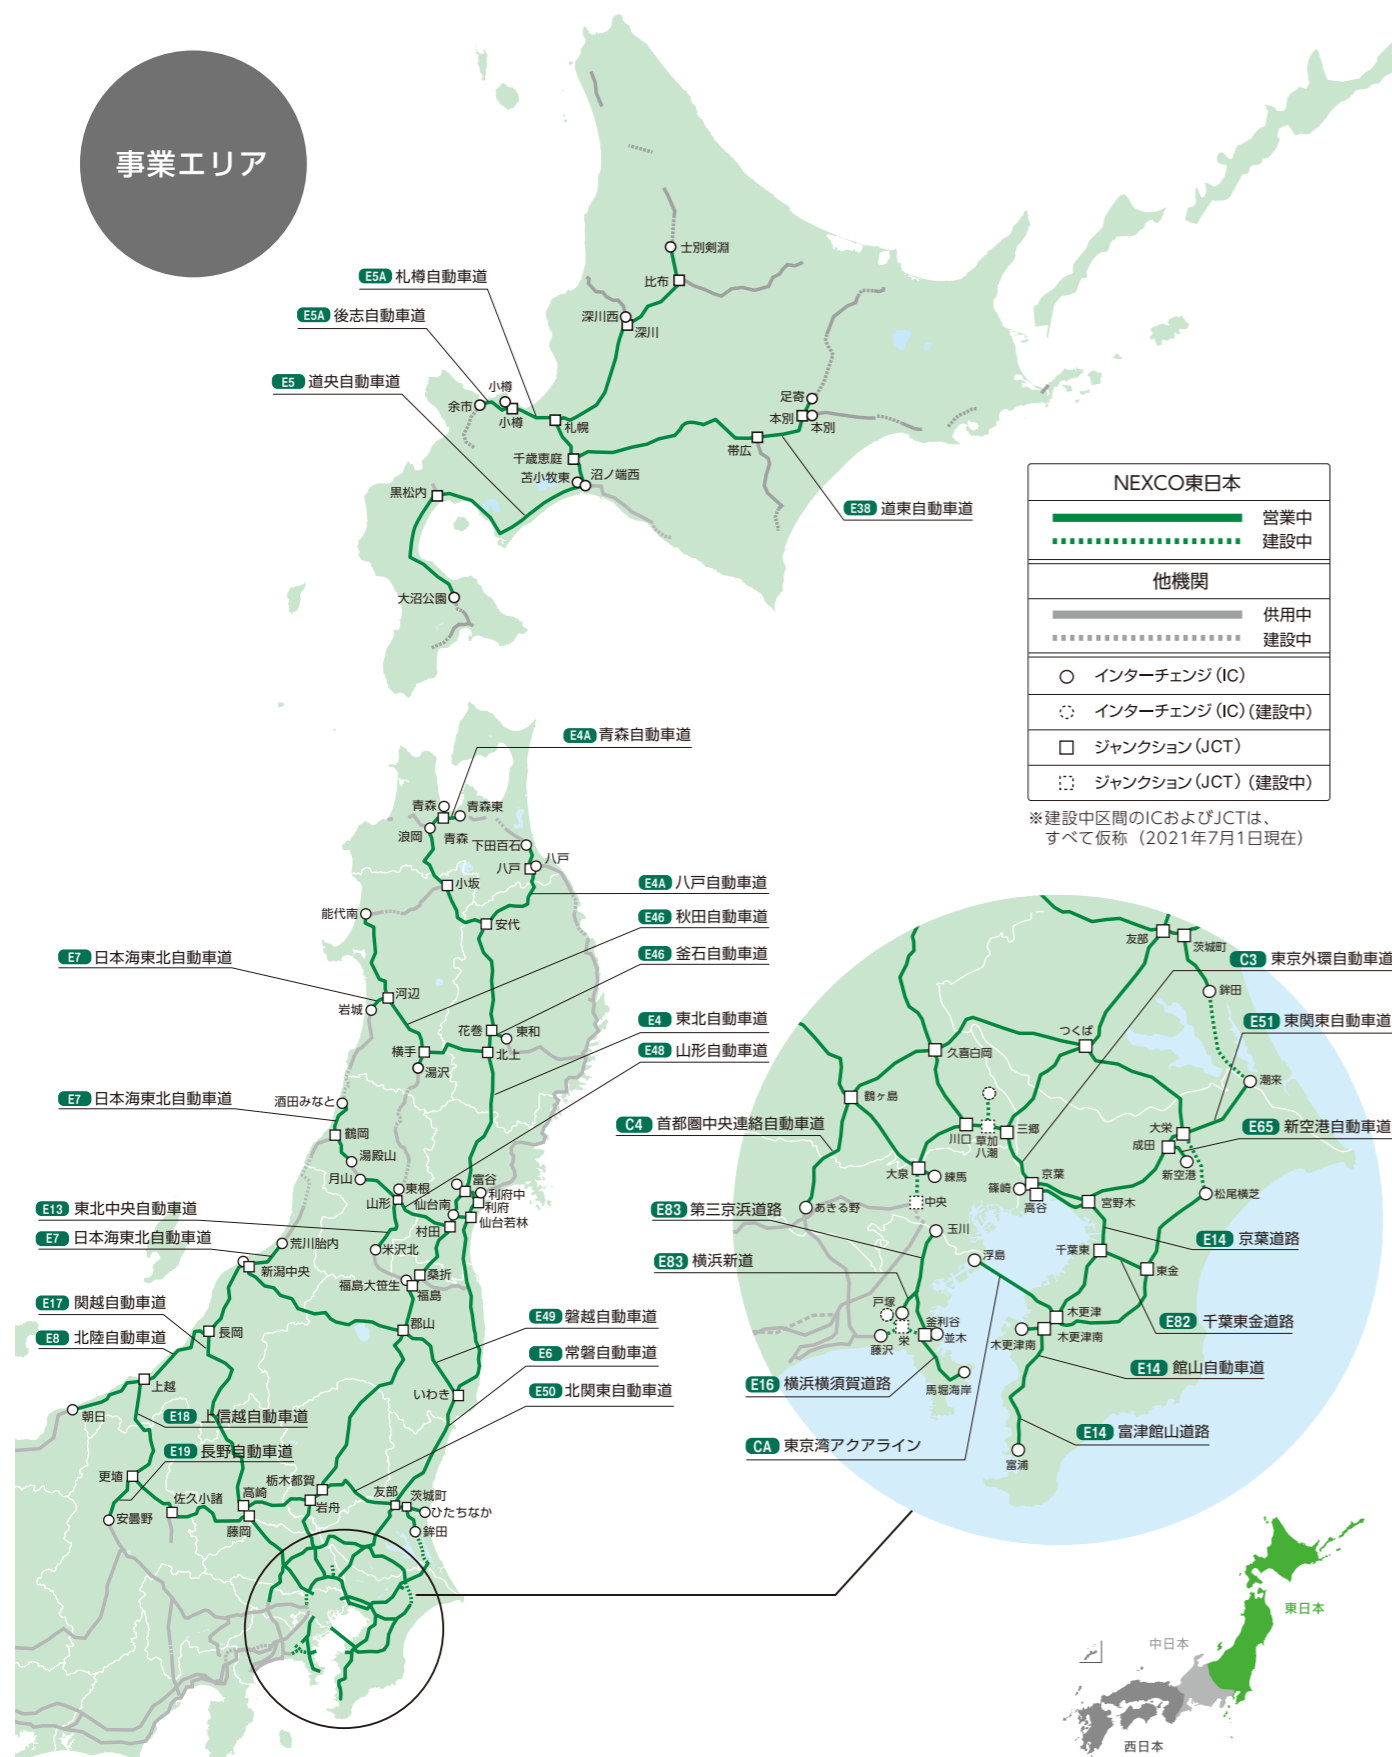 事業エリア
士別剣淵
比布
E5A 札樽自動車道
深川西
深川
E5A 後志自動車道
E5 道央自動車道
小樽
余市
小樽
札幌
足寄
本別
本別
帯広
千歳恵庭
苫小牧東
沼ノ端西
黒松内
E38 道東自動車道
大沼公園
NEXCO東日本
営業中
建設中
他機関
供用中
建設中
インターチェンジ(IC)
インターチェンジ(IC)(建設中)
ジャンクション(JCT)
ジャンクション(JCT)(建設中)
※建設中区間のICおよびJCTは、
すべて仮称(2021年7月1日現在)
E4A 青森自動車道
青森
青森東
浪岡
青森
下田百石
八戸
八戸
小坂
E4A 八戸自動車道
能代南
安代
E46 秋田自動車道
E7 日本海東北自動車道
E46 釜石自動車道
河辺
岩城
花巻
東和
E4 東北自動車道
横手
北上
E48 山形自動車道
湯沢
E7 日本海東北自動車道
酒田みなと
鶴岡
湯殿山
月山
東根
富谷
利府中
山形
仙台南
利府
仙台若林
E13 東北中央自動車道
村田
E7 日本海東北自動車道
荒川胎内
米沢北
新潟中央
桑折
福島大笹生
福島
E17 関越自動車道
長岡
郡山
E49 磐越自動車道
E8 北陸自動車道
E6 常磐自動車道
上越
いわき
E50 北関東自動車道
朝日
E18 上信越自動車道
E19 長野自動車道
更埴
栃木都賀
佐久小諸
高崎
岩舟
友部
茨城町
ひたちなか
安曇野
藤岡
鉾田
友部
茨城町
C3 東京外環自動車道
鉾田
E51 東関東自動車道
つくば
久喜白岡
潮来
鶴ヶ島
C4 首都圏中央連絡自動車道
川口
草加
八潮
三郷
大栄
E65 新空港自動車道
成田
新空港
大泉
練馬
京葉
篠崎
高谷
宮野木
松尾横芝
中央
あきる野
E83 第三京浜道路
玉川
E14 京葉道路
浮島
千葉東
東金
E83 横浜新道
戸塚
釜利谷
並木
木更津
E82 千葉東金道路
藤沢
栄
木更津南
木更津南
E14 館山自動車道
E16 横浜横須賀道路
馬堀海岸
E14 富津館山道路
CA 東京湾アクアライン
富浦
東日本
中日本
西日本